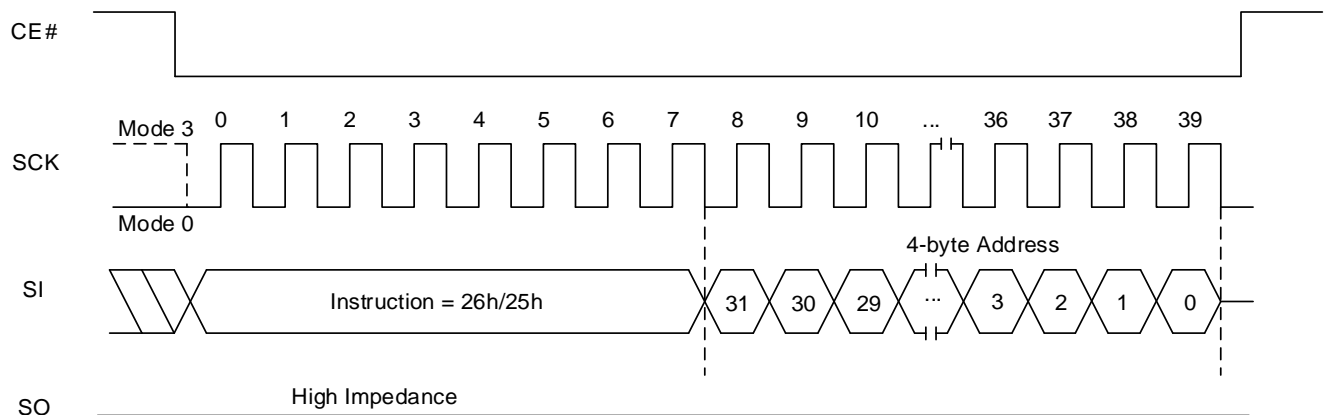 CE#
Mode 3
0 1 2 3 4 5 6 7 8 9 10 ... 36 37 38 39
SCK
Mode 0
4-byte Address
SI
Instruction = 26h/25h
31 30 29 ... 3 2 1 0
High Impedance
SO